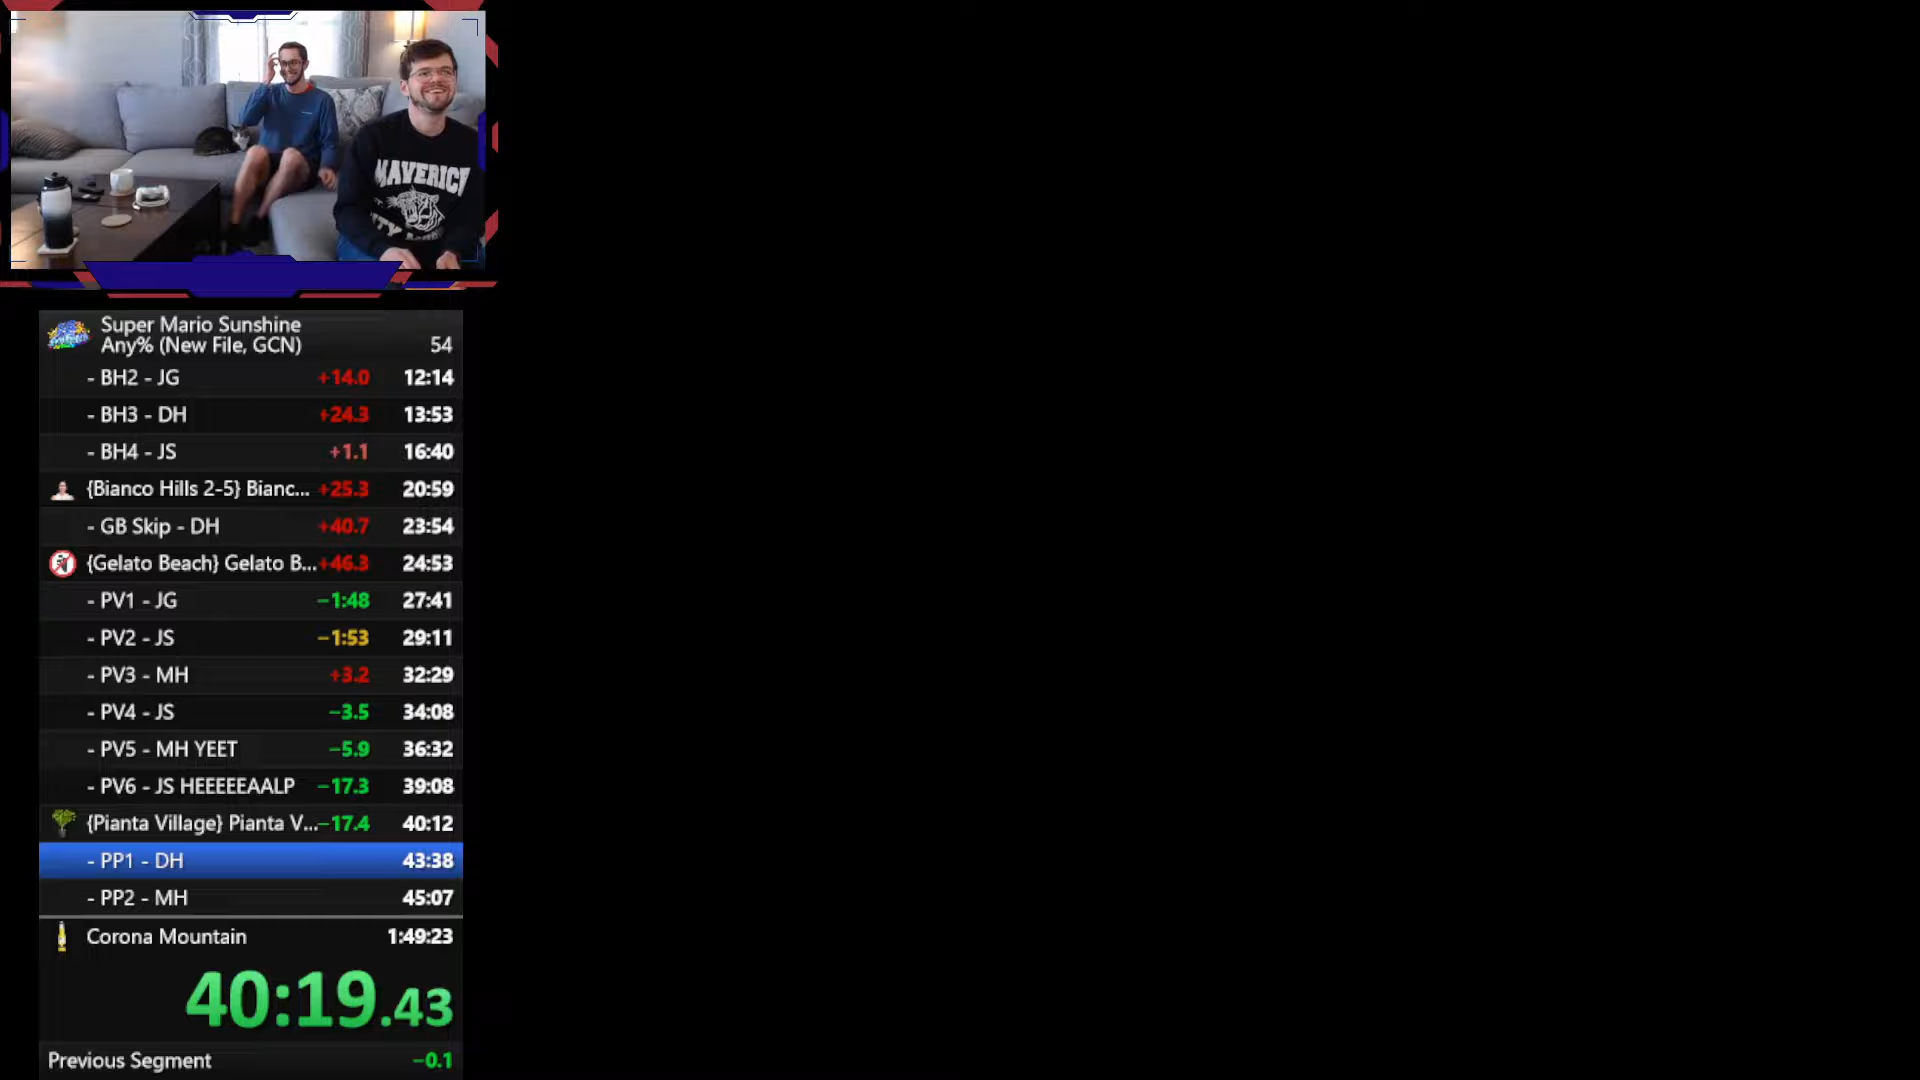 MAVERICK
Super Mario Sunshine
Any% (New File, GCN) 54
- BH2 - JG +14.0 12:14
- BH3 - DH +24.3 13:53
- BH4 - JS +1.1 16:40
{Bianco Hills 2-5} Bianc... +25.3 20:59
- GB Skip - DH +40.7 23:54
{Gelato Beach} Gelato B... +46.3 24:53
- PV1 - JG −1:48 27:41
- PV2 - JS −1:53 29:11
- PV3 - MH +3.2 32:29
- PV4 - JS −3.5 34:08
- PV5 - MH YEET −5.9 36:32
- PV6 - JS HEEEEEAALP −17.3 39:08
{Pianta Village} Pianta V... −17.4 40:12
- PP1 - DH 43:38
- PP2 - MH 45:07
Corona Mountain 1:49:23
40:19.43
Previous Segment −0.1